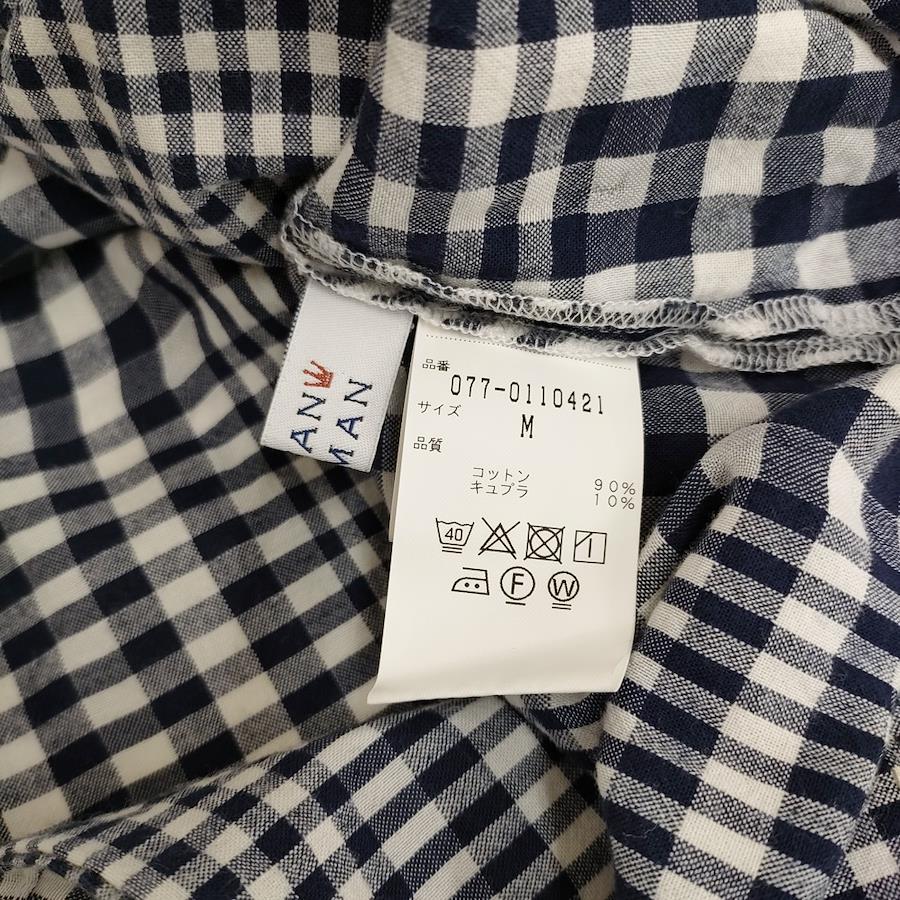 AN
MAN
品番
077-0110421
サイズ
M
品質
コットン 90%
キュプラ 10%
40
F W